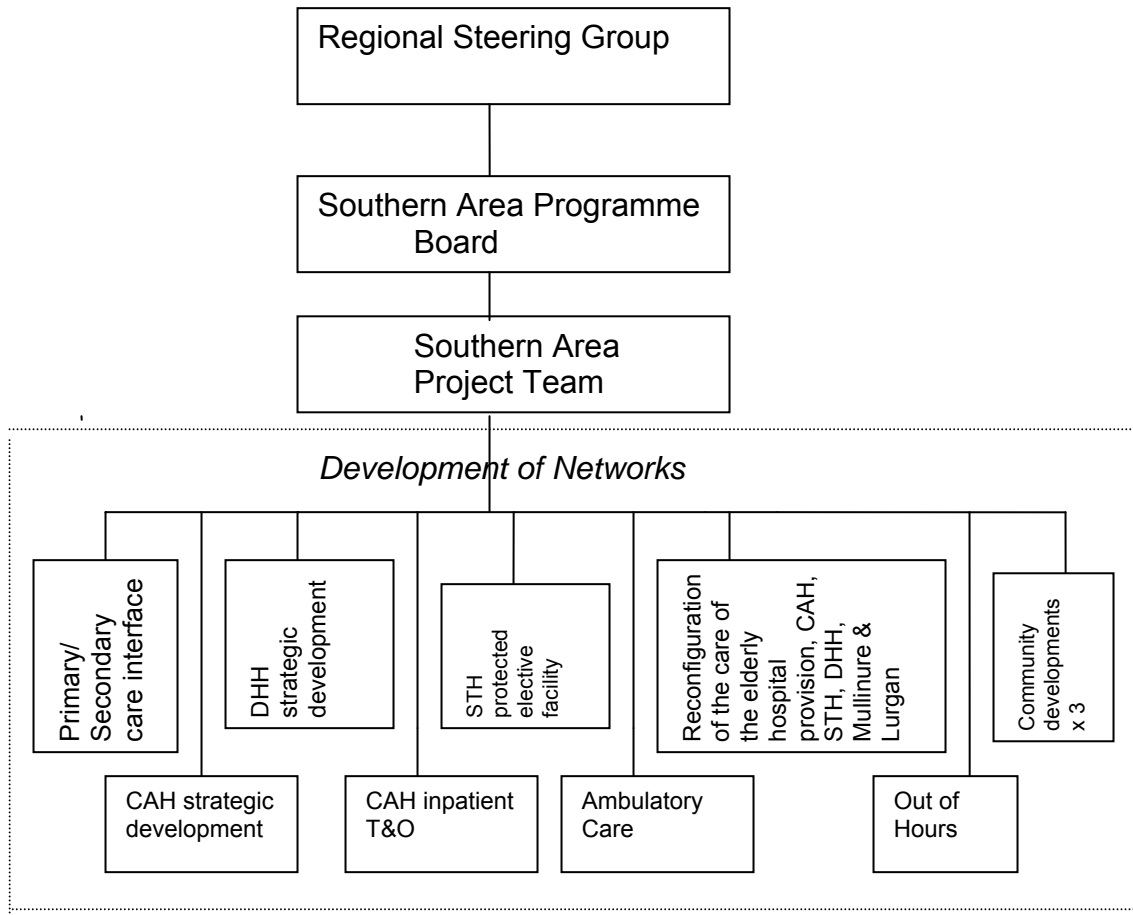 Regional Steering Group
Southern Area Programme
Board
Southern Area
Project Team
Development of Networks
Primary/
Secondary
care interface
DHH
strategic
development
STH
protected
elective
facility
Reconfiguration
of the care of
the elderly
hospital
provision, CAH,
STH, DHH,
Mullinure &
Lurgan
Community
developments
x 3
CAH strategic
development
CAH inpatient
T&O
Ambulatory
Care
Out of
Hours